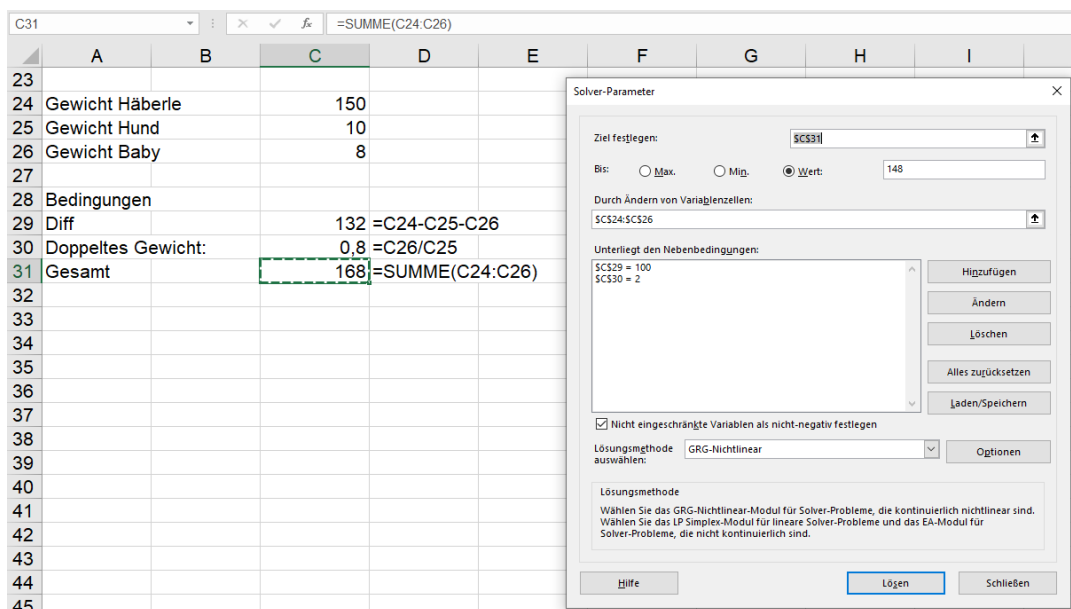 C31 fx =SUMME(C24:C26)
A B C D E F G H I
23
24 Gewicht Häberle 150
25 Gewicht Hund 10
26 Gewicht Baby 8
27
28 Bedingungen
29 Diff 132 =C24-C25-C26
30 Doppeltes Gewicht: 0,8 =C26/C25
31 Gesamt 168 =SUMME(C24:C26)
32
33
34
35
36
37
38
39
40
41
42
43
44
45
Solver-Parameter
Ziel festlegen: $C$31
Bis: Max. Min. Wert: 148
Durch Ändern von Variablenzellen:
$C$24:$C$26
Unterliegt den Nebenbedingungen:
$C$29 = 100
$C$30 = 2
Hinzufügen
Ändern
Löschen
Alles zurücksetzen
Laden/Speichern
Nicht eingeschränkte Variablen als nicht-negativ festlegen
Lösungsmethode
auswählen:
GRG-Nichtlinear
Optionen
Lösungsmethode
Wählen Sie das GRG-Nichtlinear-Modul für Solver-Probleme, die kontinuierlich nichtlinear sind.
Wählen Sie das LP Simplex-Modul für lineare Solver-Probleme und das EA-Modul für
Solver-Probleme, die nicht kontinuierlich sind.
Hilfe
Lösen
Schließen